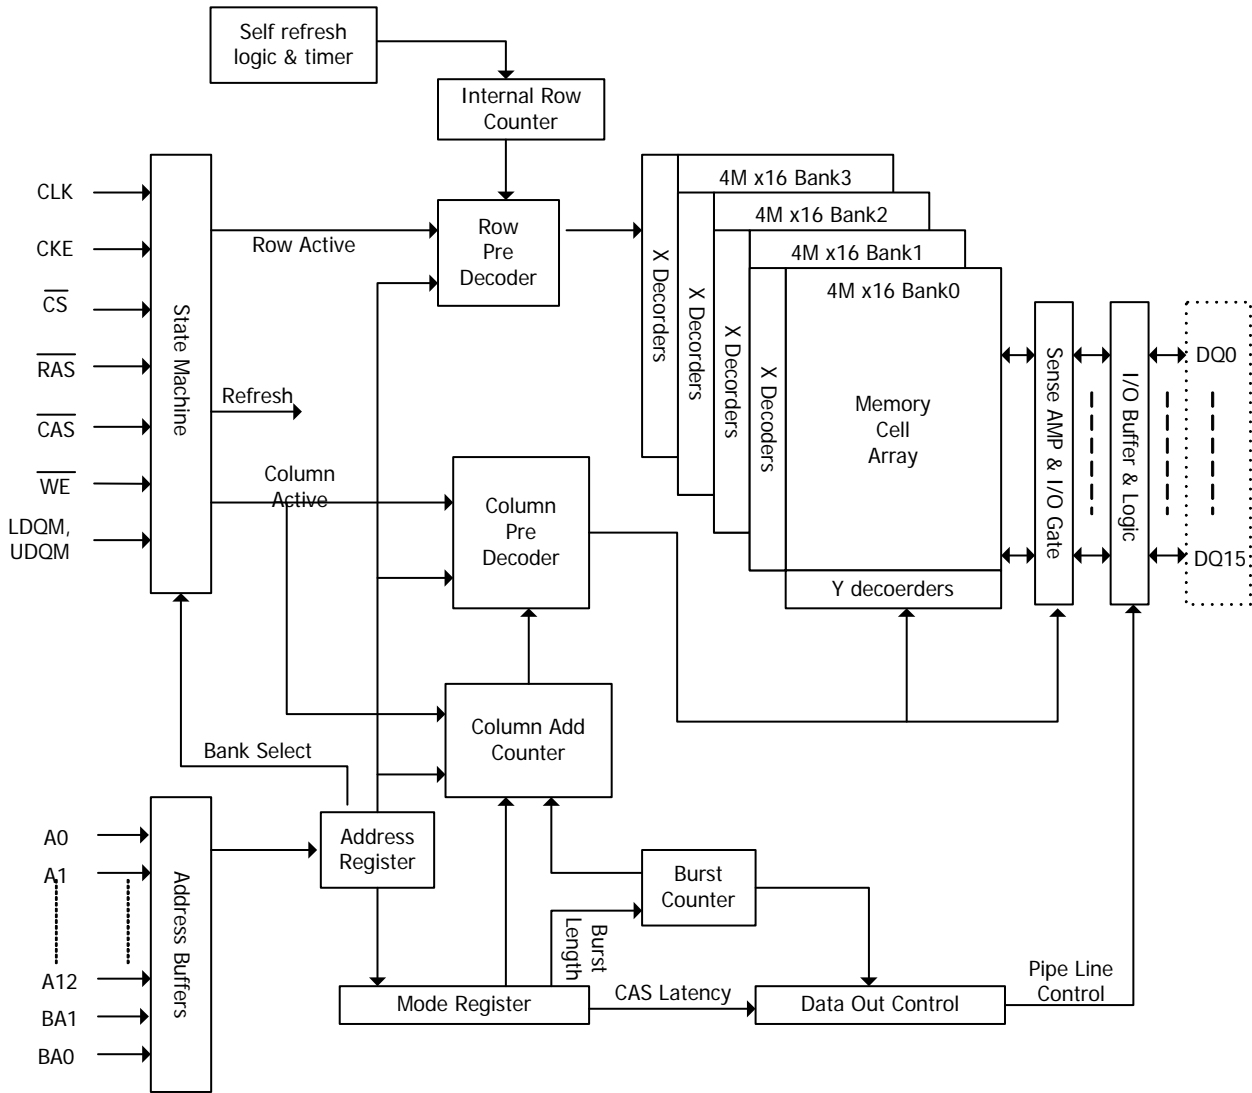 Self refresh
logic & timer
Internal Row
Counter
CLK
CKE
CS
RAS
CAS
WE
LDQM,
UDQM
State Machine
Row Active
Refresh
Column
Active
Row
Pre
Decoder
Column
Pre
Decoder
Column Add
Counter
X Decorders
X Decorders
X Decorders
X Decoders
4M x16 Bank3
4M x16 Bank2
4M x16 Bank1
4M x16 Bank0
Memory
Cell
Array
Y decoerders
Sense AMP & I/O Gate
I/O Buffer & Logic
DQ0
DQ15
Bank Select
A0
A1
A12
BA1
BA0
Address Buffers
Address
Register
Burst
Counter
Burst
Length
Mode Register
CAS Latency
Data Out Control
Pipe Line
Control